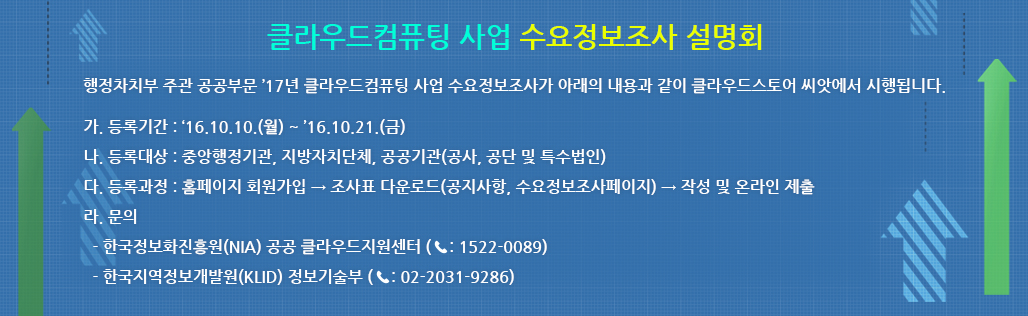 클라우드컴퓨팅 사업 수요정보조사 설명회
행정차치부 주관 공공부문 ’17년 클라우드컴퓨팅 사업 수요정보조사가 아래의 내용과 같이 클라우드스토어 씨앗에서 시행됩니다.
가. 등록기간 : ‘16.10.10.(월) ~ ’16.10.21.(금)
나. 등록대상 : 중앙행정기관, 지방자치단체, 공공기관(공사, 공단 및 특수법인)
다. 등록과정 : 홈페이지 회원가입 → 조사표 다운로드(공지사항, 수요정보조사페이지) → 작성 및 온라인 제출
라. 문의
- 한국정보화진흥원(NIA) 공공 클라우드지원센터 (📞: 1522-0089)
- 한국지역정보개발원(KLID) 정보기술부 (📞: 02-2031-9286)